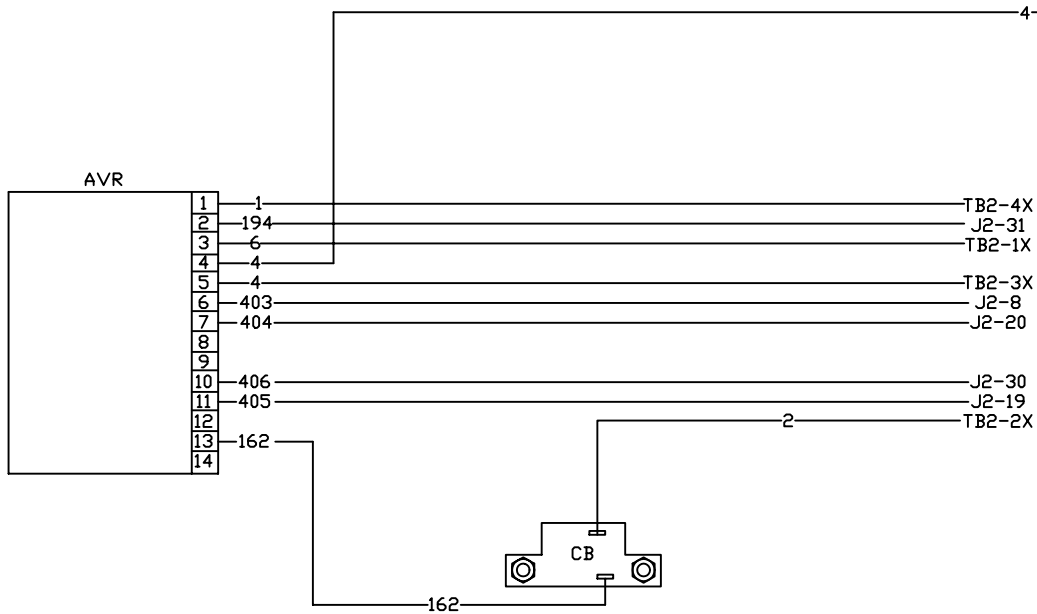 4
AVR
1 1 TB2-4X
2 194 J2-31
3 6 TB2-1X
4 4
5 4 TB2-3X
6 403 J2-8
7 404 J2-20
8
9
10 406 J2-30
11 405 J2-19
12 2 TB2-2X
13 162
14
CB
162